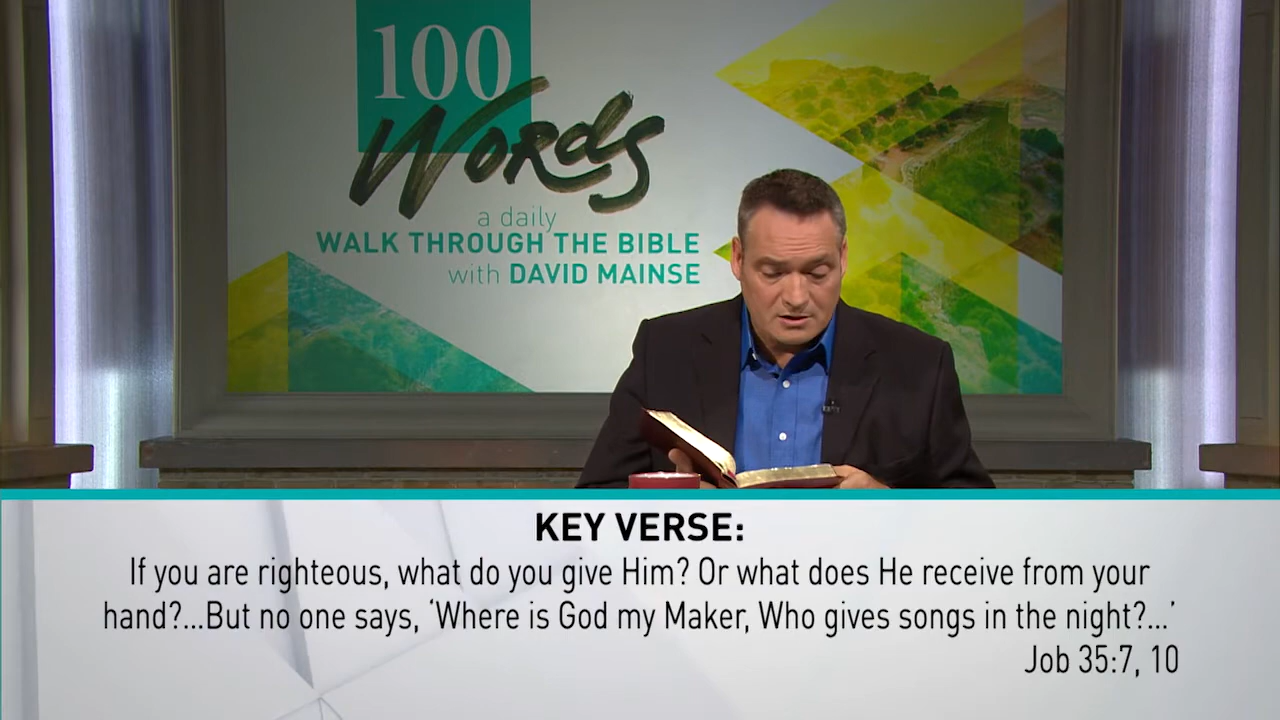 100
Words
a daily
WALK THROUGH THE BIBLE
with DAVID MAINSE
KEY VERSE:
If you are righteous, what do you give Him? Or what does He receive from your
hand?...But no one says, ‘Where is God my Maker, Who gives songs in the night?...’
Job 35:7, 10